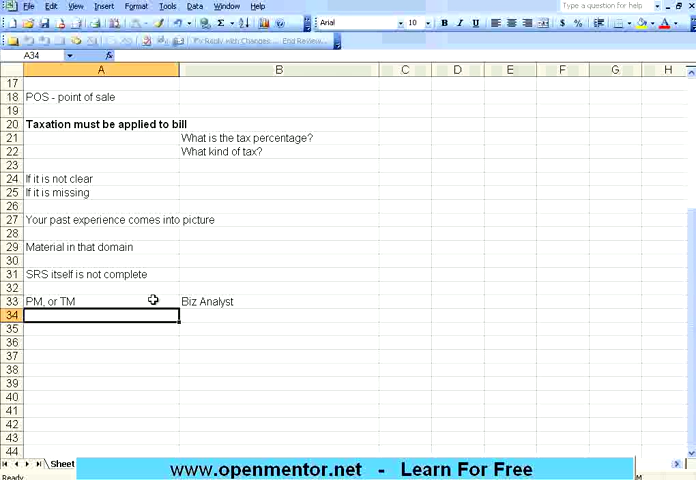 File Edit View Insert Format Tools Data Window Help Type a question for help
Arial 10 B I U $ %
Reply with Changes... End Review...
A34 fx
A B C D E F G H
17
18 POS - point of sale
19
20 Taxation must be applied to bill
21 What is the tax percentage?
22 What kind of tax?
23
24 If it is not clear
25 If it is missing
26
27 Your past experience comes into picture
28
29 Material in that domain
30
31 SRS itself is not complete
32
33 PM, or TM Biz Analyst
34
35
36
37
38
39
40
41
42
43
44
Sheet
www.openmentor.net - Learn For Free
Ready M